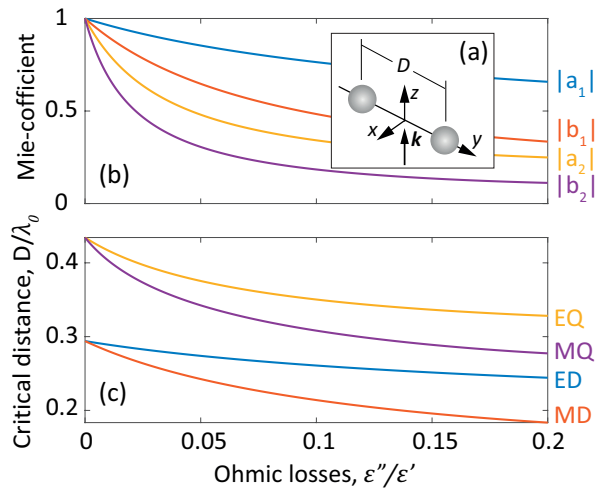 1
0.5
0
Mie-cofficient
(b)
(a)
D
z
x
k
y
|a₁|
|b₁|
|a₂|
|b₂|
0.4
0.3
0.2
Critical distance, D/λ₀
(c)
EQ
MQ
ED
MD
0 0.05 0.1 0.15 0.2
Ohmic losses, ε″/ε′